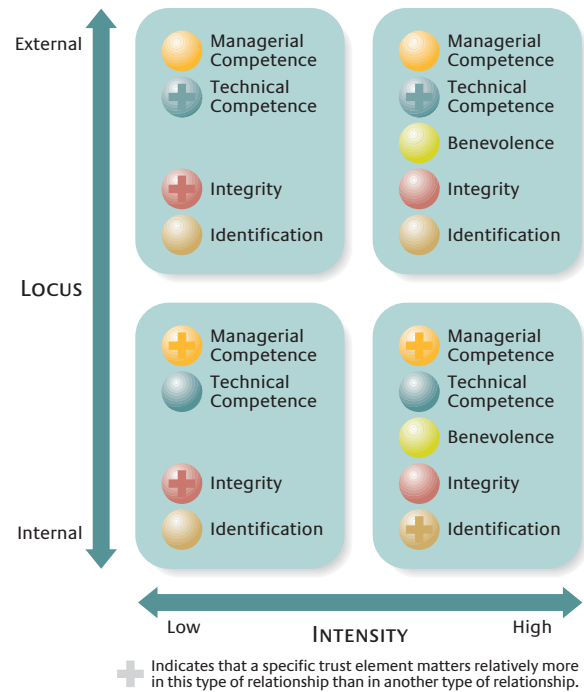 External
Managerial
Competence
Technical
Competence
Integrity
Identification
Managerial
Competence
Technical
Competence
Benevolence
Integrity
Identification
LOCUS
Managerial
Competence
Technical
Competence
Integrity
Identification
Managerial
Competence
Technical
Competence
Benevolence
Integrity
Identification
Internal
Low
INTENSITY
High
Indicates that a specific trust element matters relatively more
in this type of relationship than in another type of relationship.